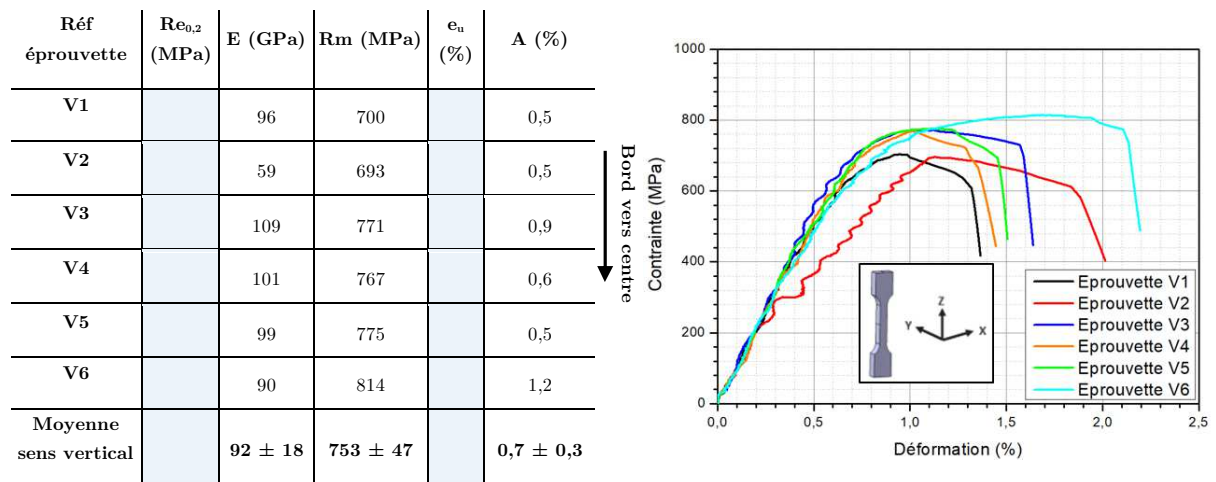 Réf éprouvette Re0,2 (MPa) E (GPa) Rm (MPa) eu (%) A (%)
V1 96 700 0,5
V2 59 693 0,5
V3 109 771 0,9
V4 101 767 0,6
V5 99 775 0,5
V6 90 814 1,2
Moyenne sens vertical 92 ± 18 753 ± 47 0,7 ± 0,3
Bord vers centre
Contrainte (MPa)
1000
800
600
400
200
0
0,0 0,5 1,0 1,5 2,0 2,5
Déformation (%)
Z
Y
X
Eprouvette V1
Eprouvette V2
Eprouvette V3
Eprouvette V4
Eprouvette V5
Eprouvette V6